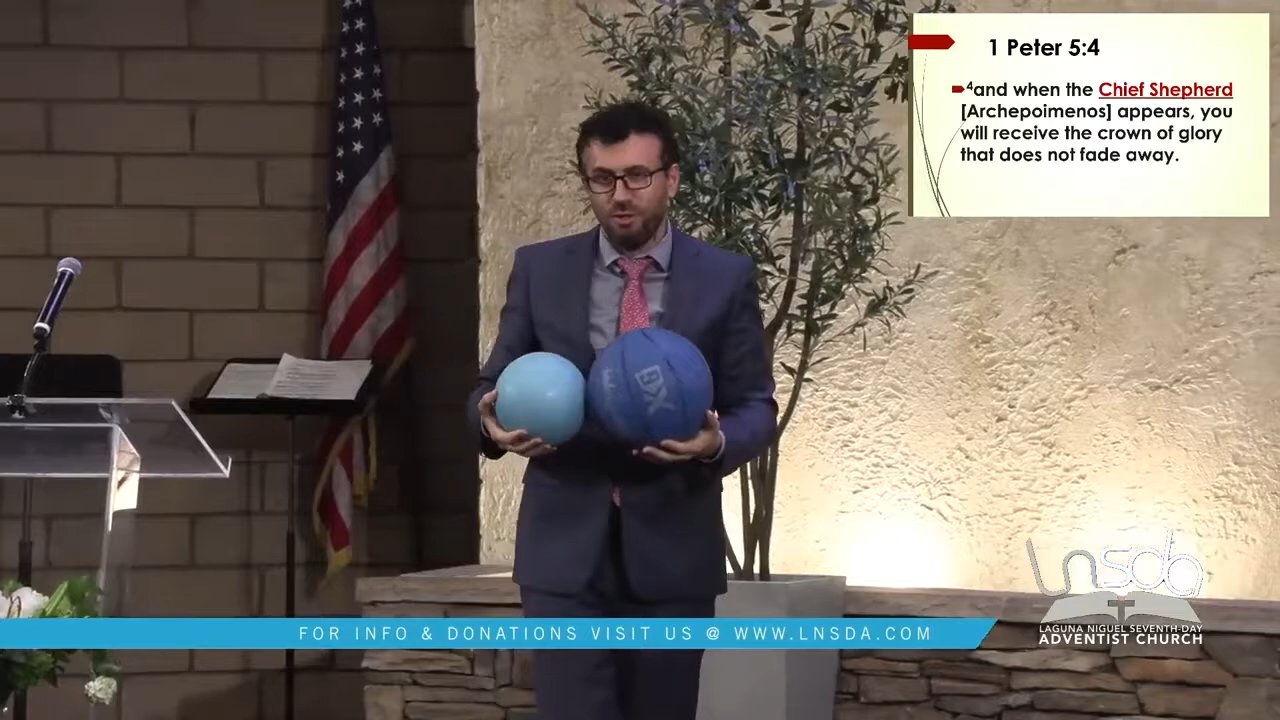 1 Peter 5:4
⁴and when the Chief Shepherd
[Archepoimenos] appears, you
will receive the crown of glory
that does not fade away.
FOR INFO & DONATIONS VISIT US @ WWW.LNSDA.COM
lnsda
LAGUNA NIGUEL SEVENTH-DAY
ADVENTIST CHURCH